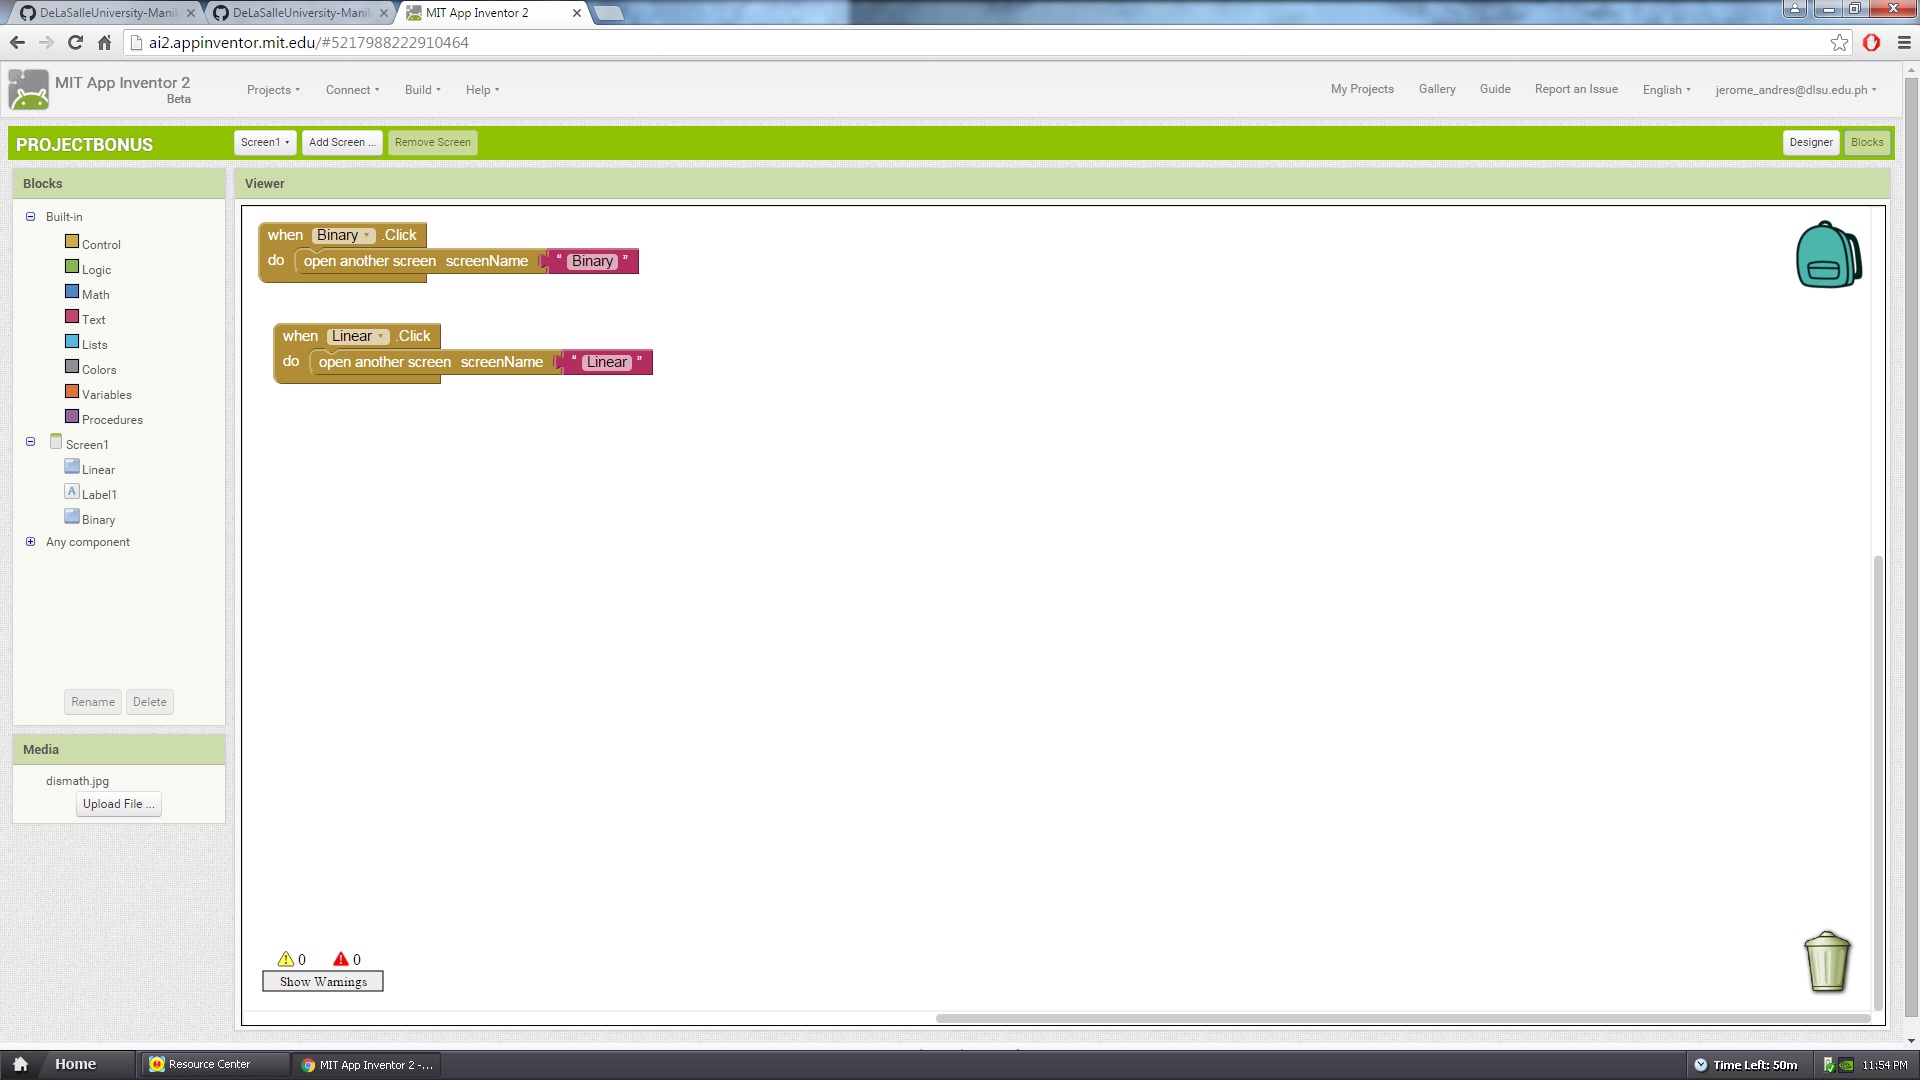 DeLaSalleUniversity-Manil
DeLaSalleUniversity-Manil
MIT App Inventor 2
ai2.appinventor.mit.edu/#5217988222910464
MIT App Inventor 2
Beta
Projects
Connect
Build
Help
My Projects
Gallery
Guide
Report an Issue
English
jerome_andres@dlsu.edu.ph
PROJECTBONUS
Screen1
Add Screen ...
Remove Screen
Designer
Blocks
Blocks
Built-in
Control
Logic
Math
Text
Lists
Colors
Variables
Procedures
Screen1
Linear
Label1
Binary
Any component
Rename
Delete
Media
dismath.jpg
Upload File ...
Viewer
when Binary .Click
do open another screen screenName " Binary "
when Linear .Click
do open another screen screenName " Linear "
0 0
Show Warnings
Home
Resource Center
MIT App Inventor 2 -...
Time Left: 50m
11:54 PM